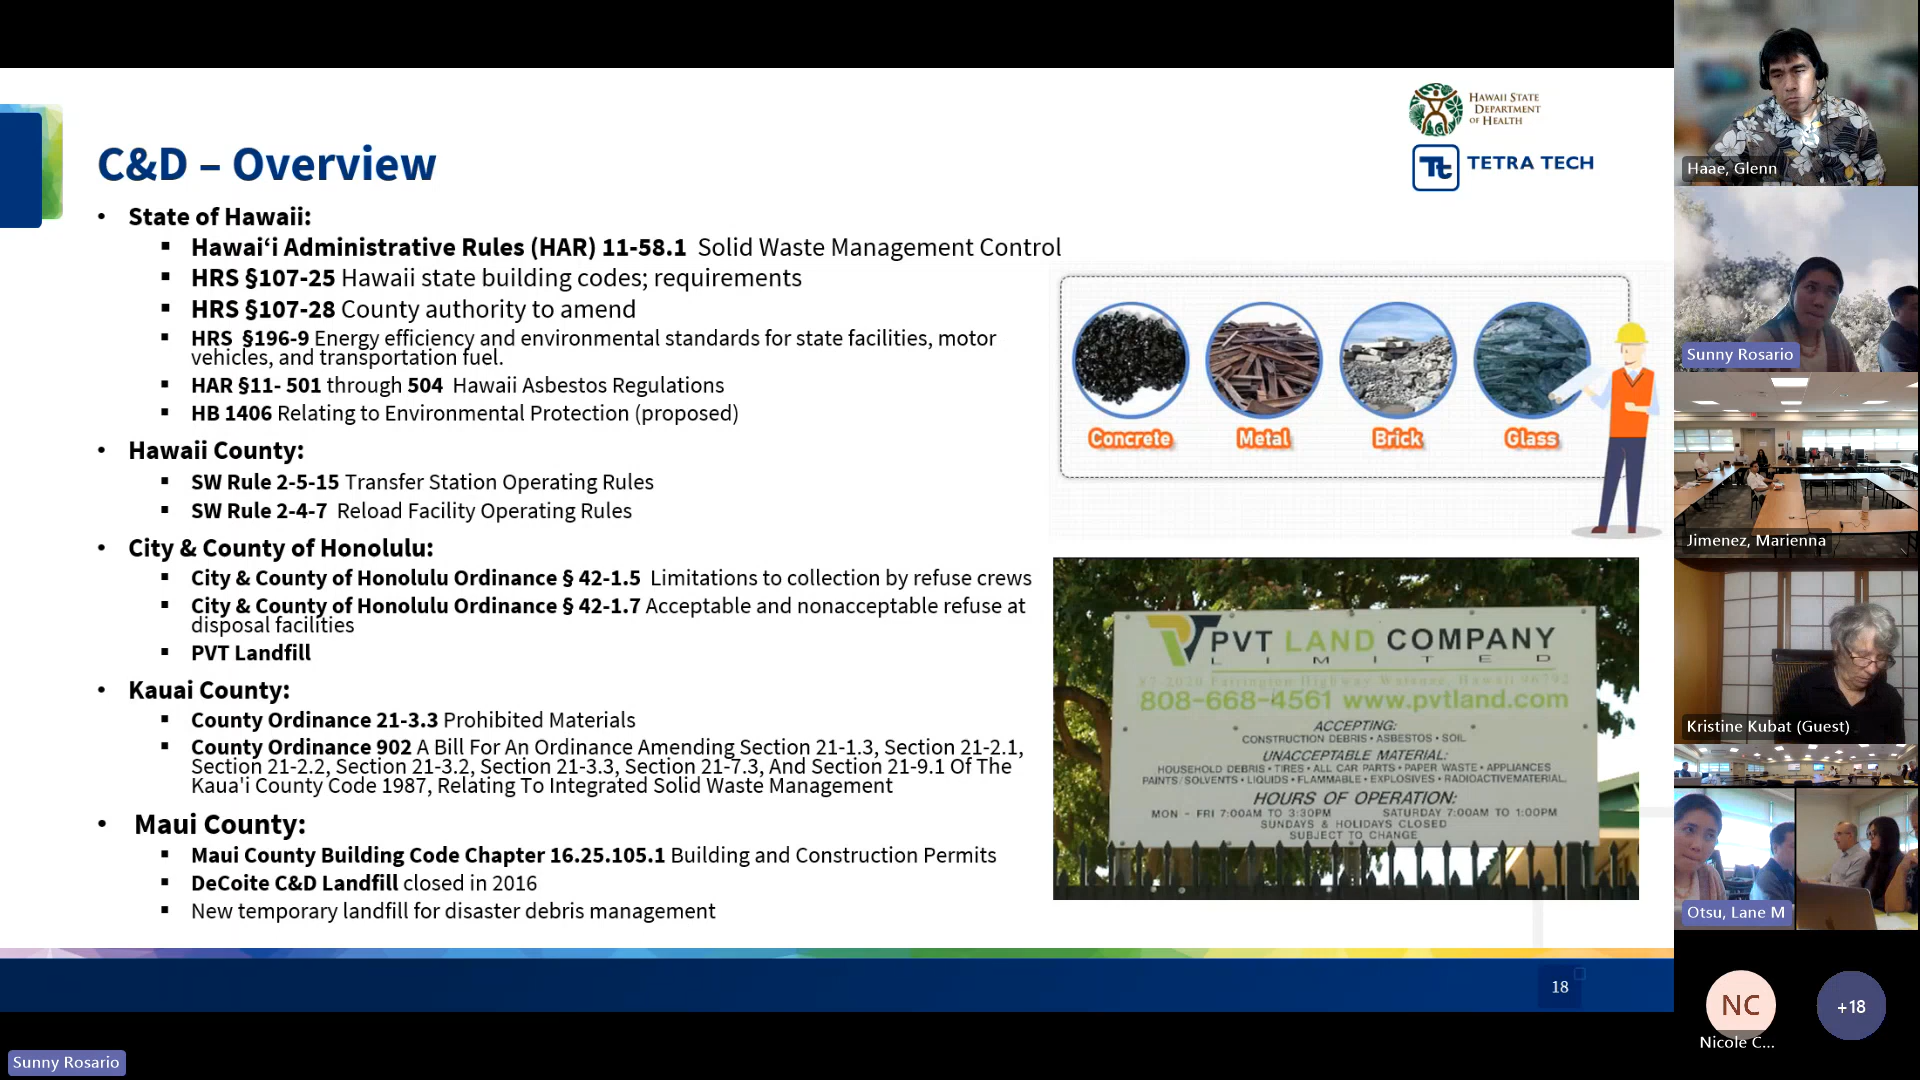 HAWAII STATE
DEPARTMENT
OF HEALTH
Tt TETRA TECH
C&D – Overview
• State of Hawaii:
▪ Hawai‘i Administrative Rules (HAR) 11-58.1 Solid Waste Management Control
▪ HRS §107-25 Hawaii state building codes; requirements
▪ HRS §107-28 County authority to amend
▪ HRS §196-9 Energy efficiency and environmental standards for state facilities, motor
vehicles, and transportation fuel.
▪ HAR §11- 501 through 504 Hawaii Asbestos Regulations
▪ HB 1406 Relating to Environmental Protection (proposed)
• Hawaii County:
▪ SW Rule 2-5-15 Transfer Station Operating Rules
▪ SW Rule 2-4-7 Reload Facility Operating Rules
• City & County of Honolulu:
▪ City & County of Honolulu Ordinance § 42-1.5 Limitations to collection by refuse crews
▪ City & County of Honolulu Ordinance § 42-1.7 Acceptable and nonacceptable refuse at
disposal facilities
▪ PVT Landfill
• Kauai County:
▪ County Ordinance 21-3.3 Prohibited Materials
▪ County Ordinance 902 A Bill For An Ordinance Amending Section 21-1.3, Section 21-2.1,
Section 21-2.2, Section 21-3.2, Section 21-3.3, Section 21-7.3, And Section 21-9.1 Of The
Kaua'i County Code 1987, Relating To Integrated Solid Waste Management
• Maui County:
▪ Maui County Building Code Chapter 16.25.105.1 Building and Construction Permits
▪ DeCoite C&D Landfill closed in 2016
▪ New temporary landfill for disaster debris management
Concrete Metal Brick Glass
PVT LAND COMPANY
LIMITED
Farrington Highway Hawaii 96792
808-668-4561 www.pvtland.com
ACCEPTING:
CONSTRUCTION DEBRIS • ASBESTOS • SOIL
UNACCEPTABLE MATERIAL:
HOUSEHOLD DEBRIS • TIRES • ALL CAR PARTS • PAPER WASTE • APPLIANCES
PAINTS/SOLVENTS • LIQUIDS • FLAMMABLE • EXPLOSIVES • RADIOACTIVE MATERIAL
HOURS OF OPERATION:
MON - FRI 7:00AM TO 3:30PM SATURDAY 7:00AM TO 1:00PM
SUNDAYS & HOLIDAYS CLOSED
SUBJECT TO CHANGE
18
Sunny Rosario
Haae, Glenn
Sunny Rosario
Jimenez, Marienna
Kristine Kubat (Guest)
Otsu, Lane M
NC
Nicole C...
+18